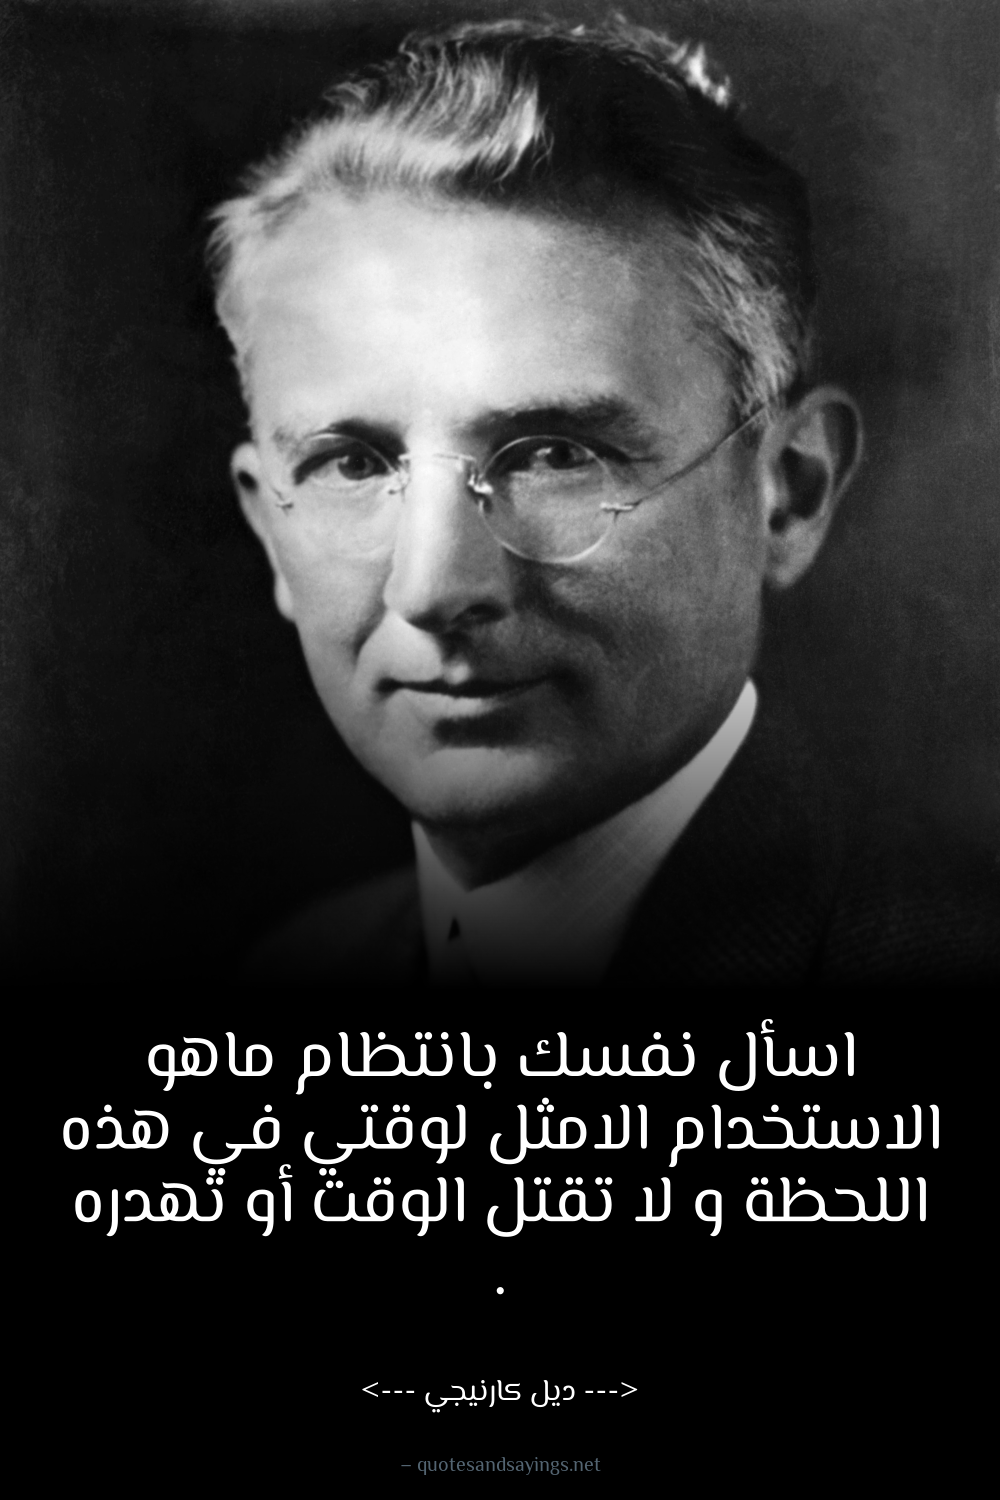 اسأل نفسك بانتظام ماهو
الاستخدام الامثل لوقتي في هذه
اللحظة و لا تقتل الوقت أو تهدره
.
<--- ديل كارنيجي --->
– quotesandsayings.net